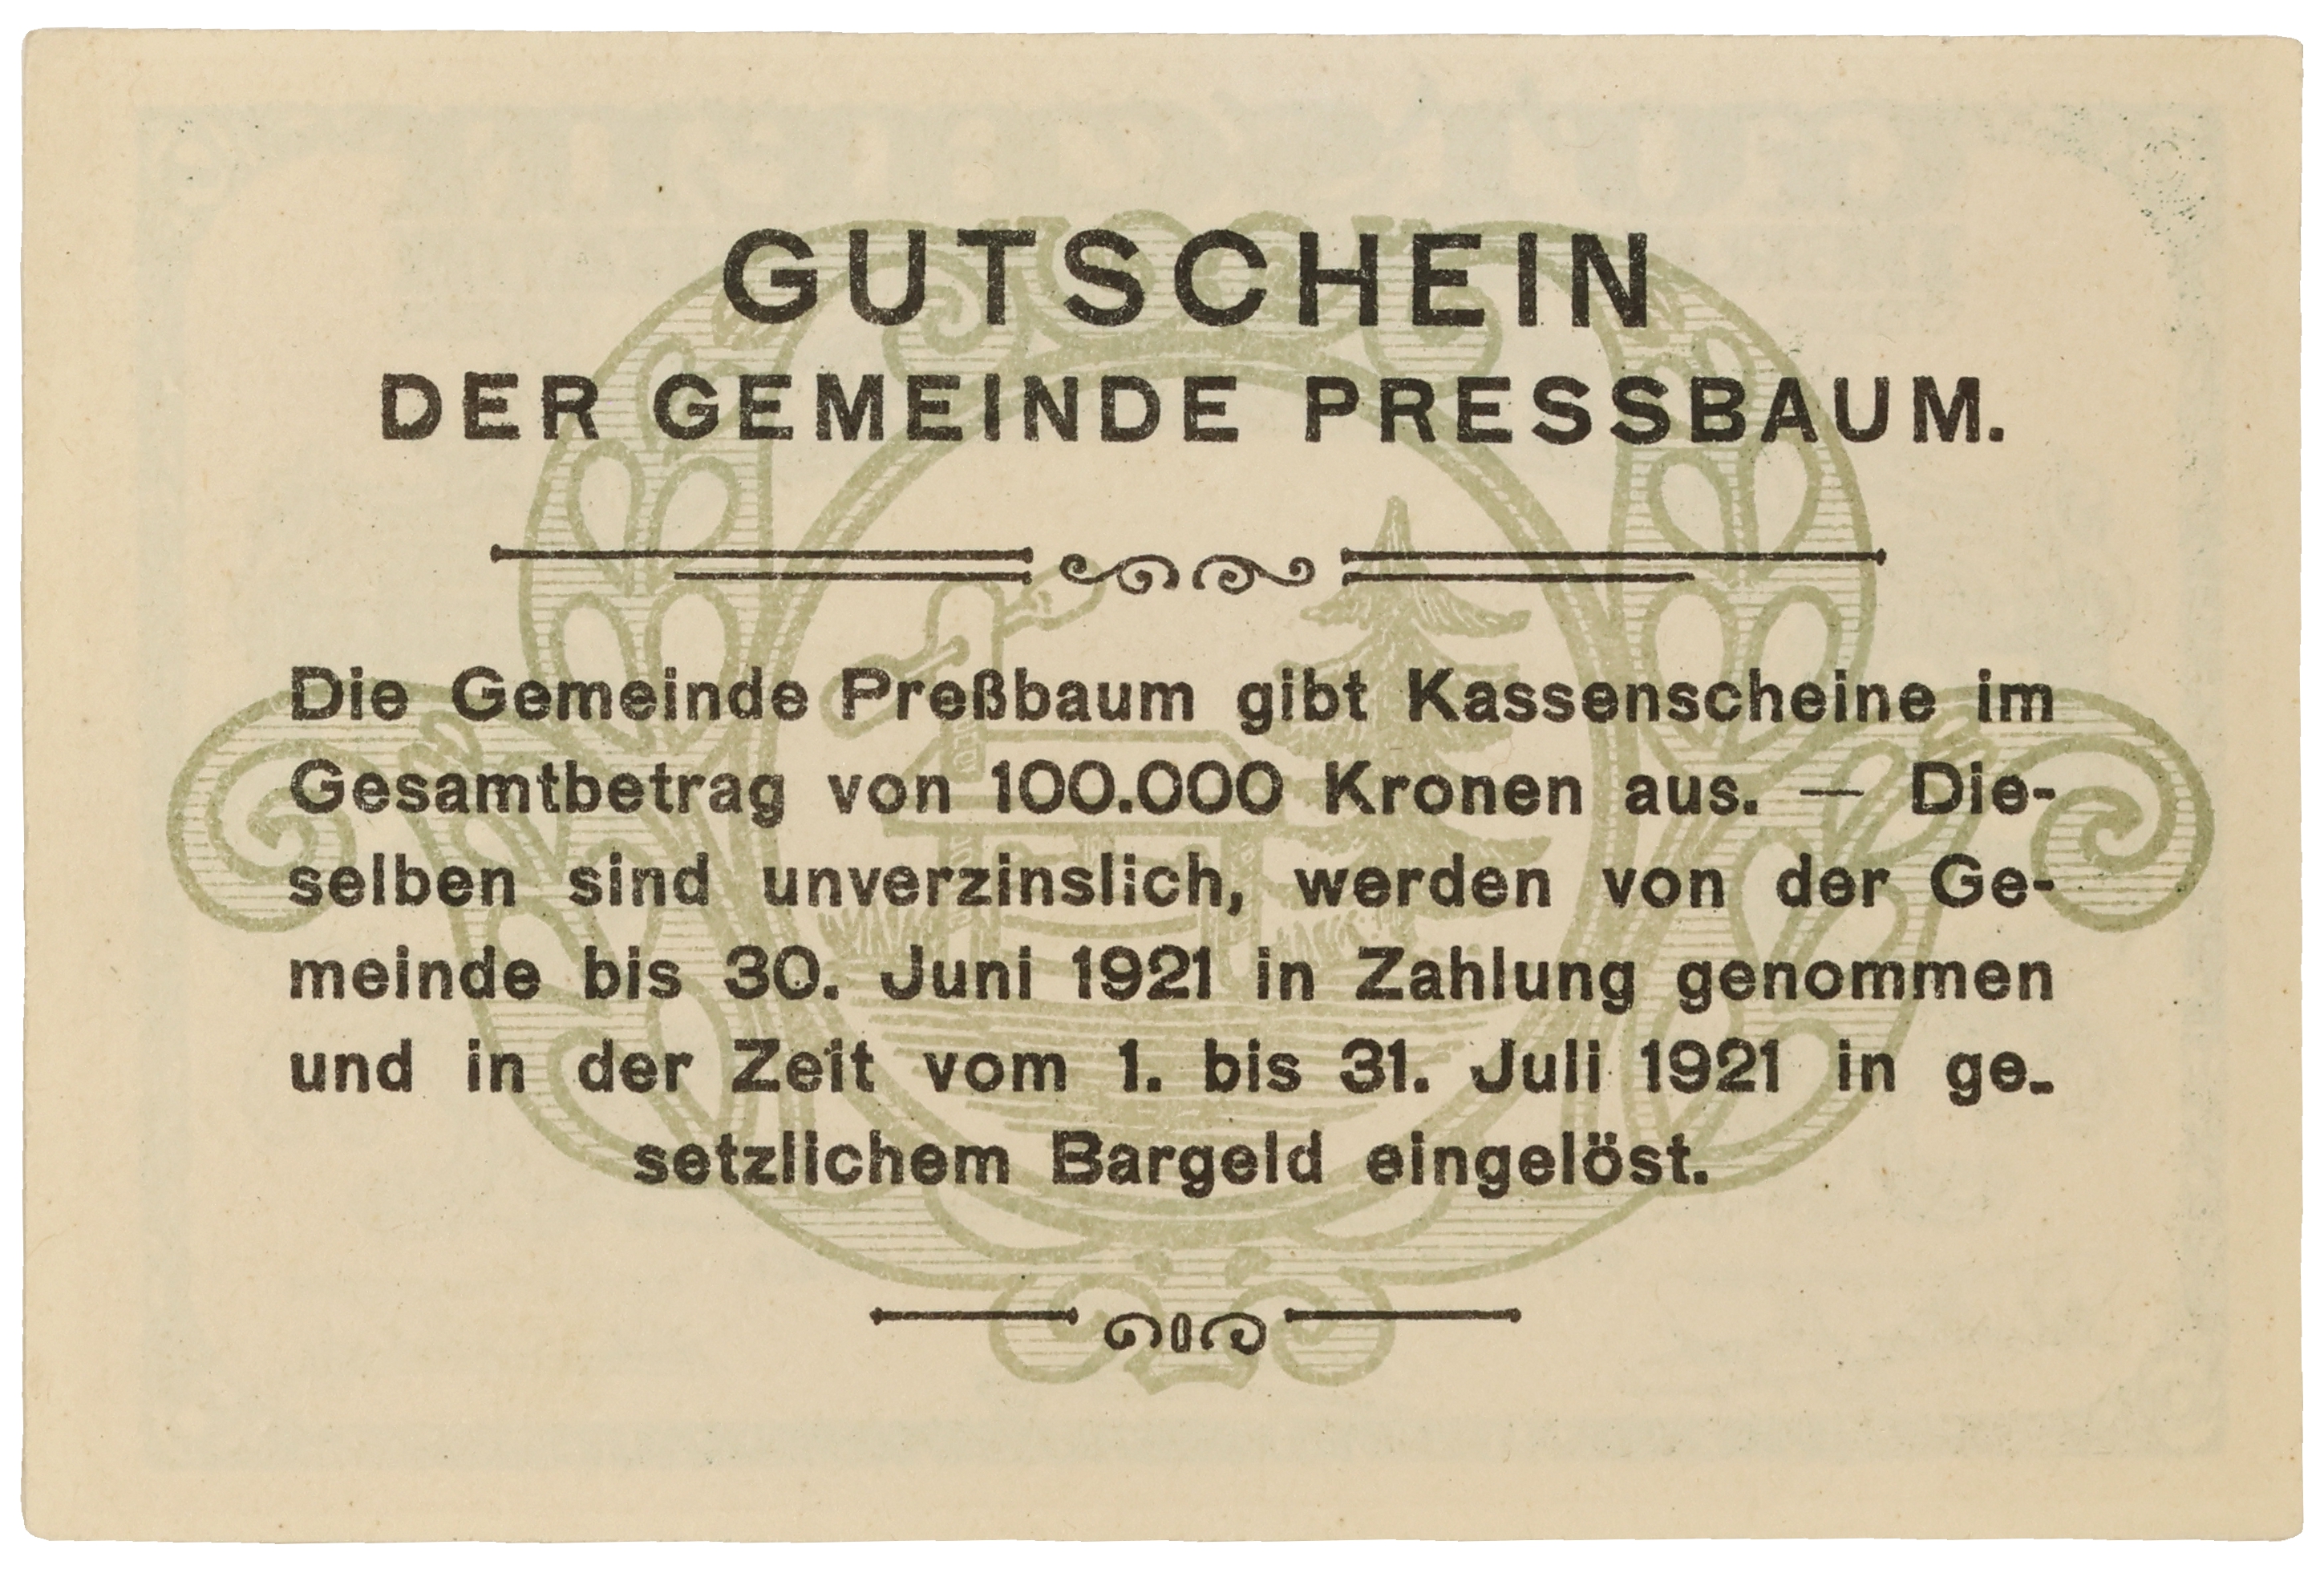 GUTSCHEIN
DER GEMEINDE PRESSBAUM.
Die Gemeinde Preßbaum gibt Kassenscheine im
Gesamtbetrag von 100.000 Kronen aus. — Die-
selben sind unverzinslich, werden von der Ge-
meinde bis 30. Juni 1921 in Zahlung genommen
und in der Zeit vom 1. bis 31. Juli 1921 in ge-
setzlichem Bargeld eingelöst.